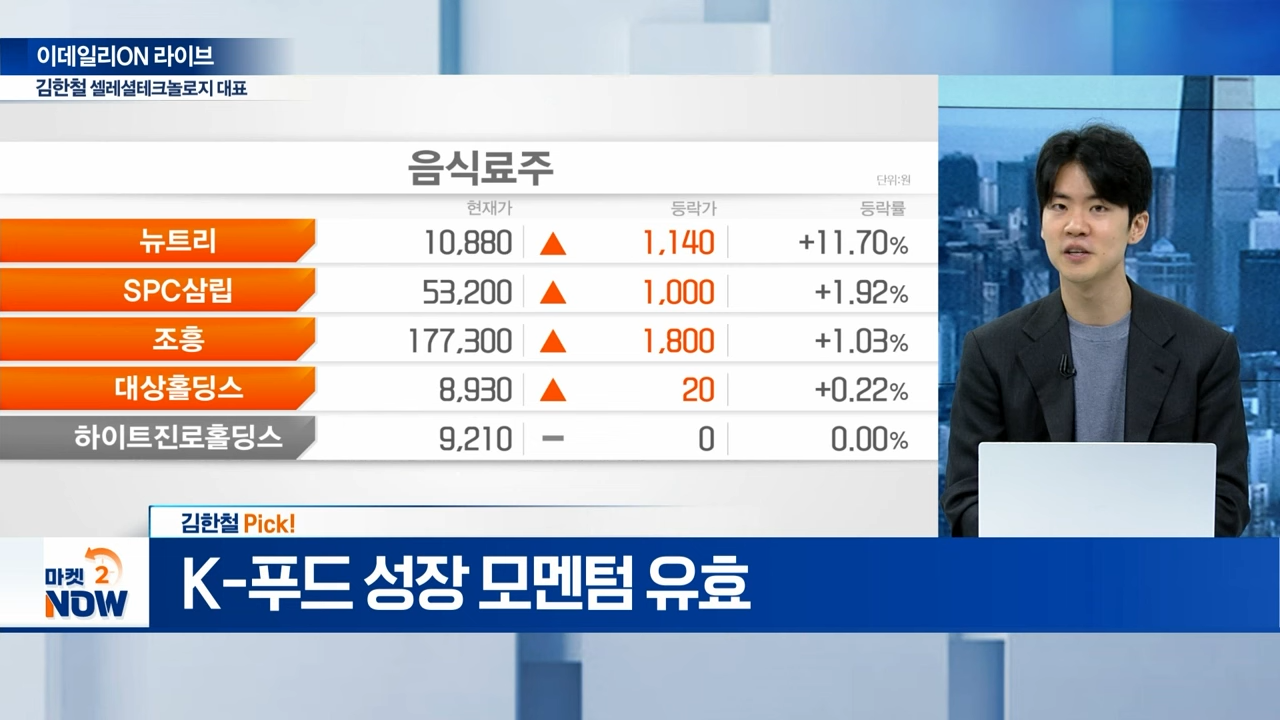 이데일리ON 라이브
김한철 셀레셜테크놀로지 대표
음식료주
단위:원
현재가 등락가 등락률
뉴트리 10,880 ▲ 1,140 +11.70%
SPC삼립 53,200 ▲ 1,000 +1.92%
조흥 177,300 ▲ 1,800 +1.03%
대상홀딩스 8,930 ▲ 20 +0.22%
하이트진로홀딩스 9,210 - 0 0.00%
김한철 Pick!
마켓 2
NOW
K-푸드 성장 모멘텀 유효